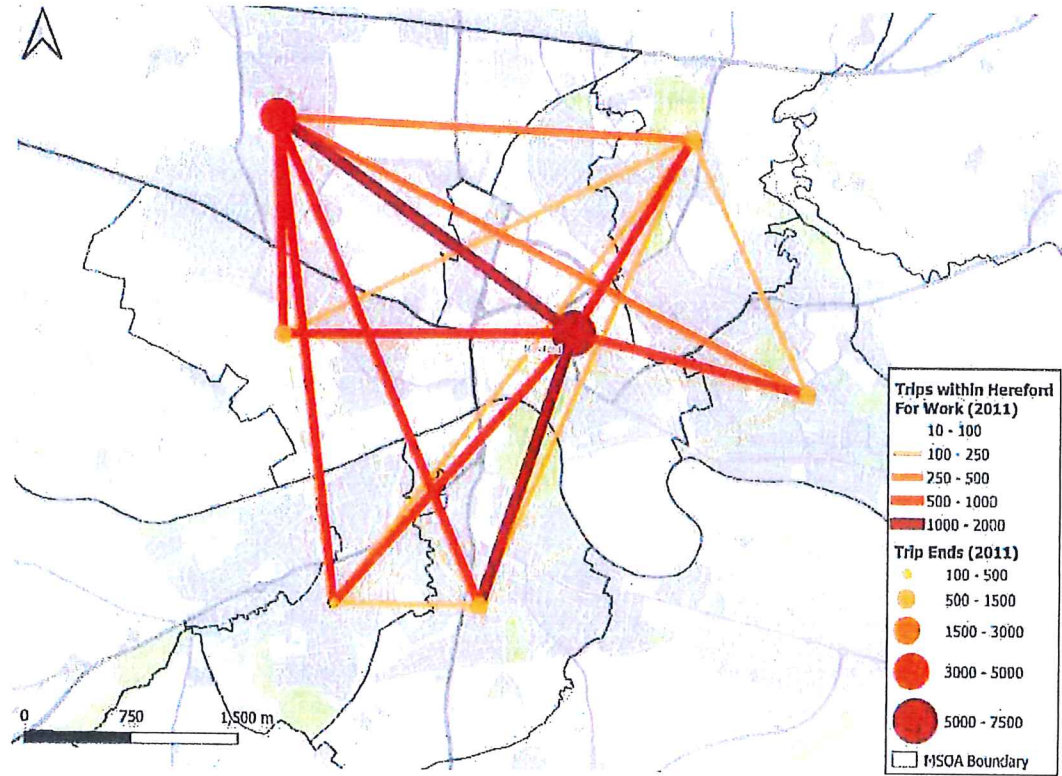 Trips within Hereford
For Work (2011)
10 - 100
100 - 250
250 - 500
500 - 1000
1000 - 2000
Trip Ends (2011)
100 - 500
500 - 1500
1500 - 3000
3000 - 5000
5000 - 7500
MSOA Boundary
0 750 1,500 m